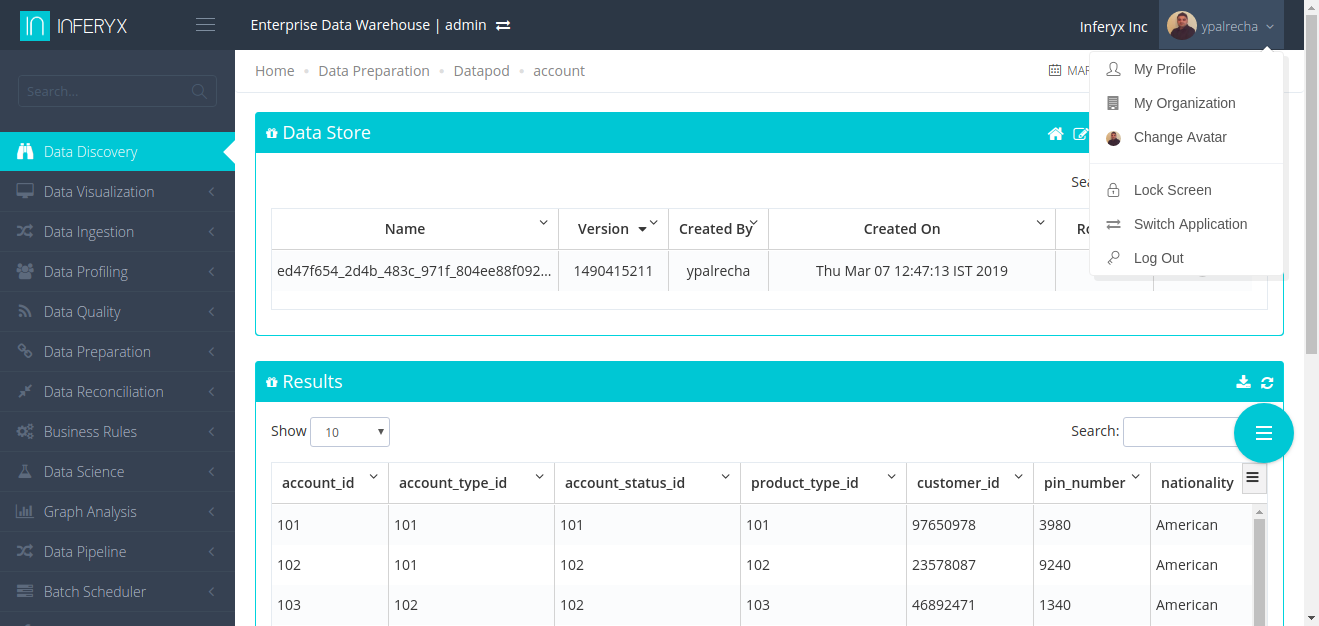 INFERYX
Enterprise Data Warehouse | admin
Inferyx Inc
ypalrecha
Home • Data Preparation • Datapod • account
My Profile
My Organization
Change Avatar
Lock Screen
Switch Application
Log Out
Search...
Data Discovery
Data Visualization
Data Ingestion
Data Profiling
Data Quality
Data Preparation
Data Reconciliation
Business Rules
Data Science
Graph Analysis
Data Pipeline
Batch Scheduler
Data Store
Name Version Created By Created On
ed47f654_2d4b_483c_971f_804ee88f092... 1490415211 ypalrecha Thu Mar 07 12:47:13 IST 2019
Results
Show 10 Search:
account_id account_type_id account_status_id product_type_id customer_id pin_number nationality
101 101 101 101 97650978 3980 American
102 101 102 102 23578087 9240 American
103 102 102 103 46892471 1340 American